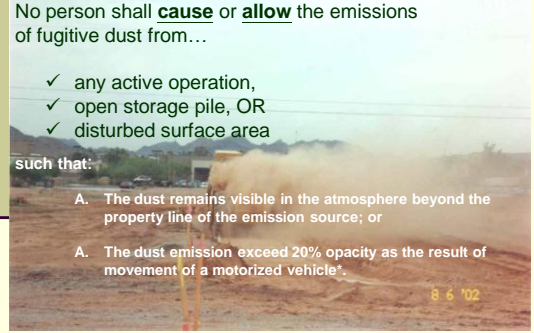 No person shall cause or allow the emissions
of fugitive dust from…
✓ any active operation,
✓ open storage pile, OR
✓ disturbed surface area
such that:
A. The dust remains visible in the atmosphere beyond the
property line of the emission source; or
A. The dust emission exceed 20% opacity as the result of
movement of a motorized vehicle*.
8 6 '02